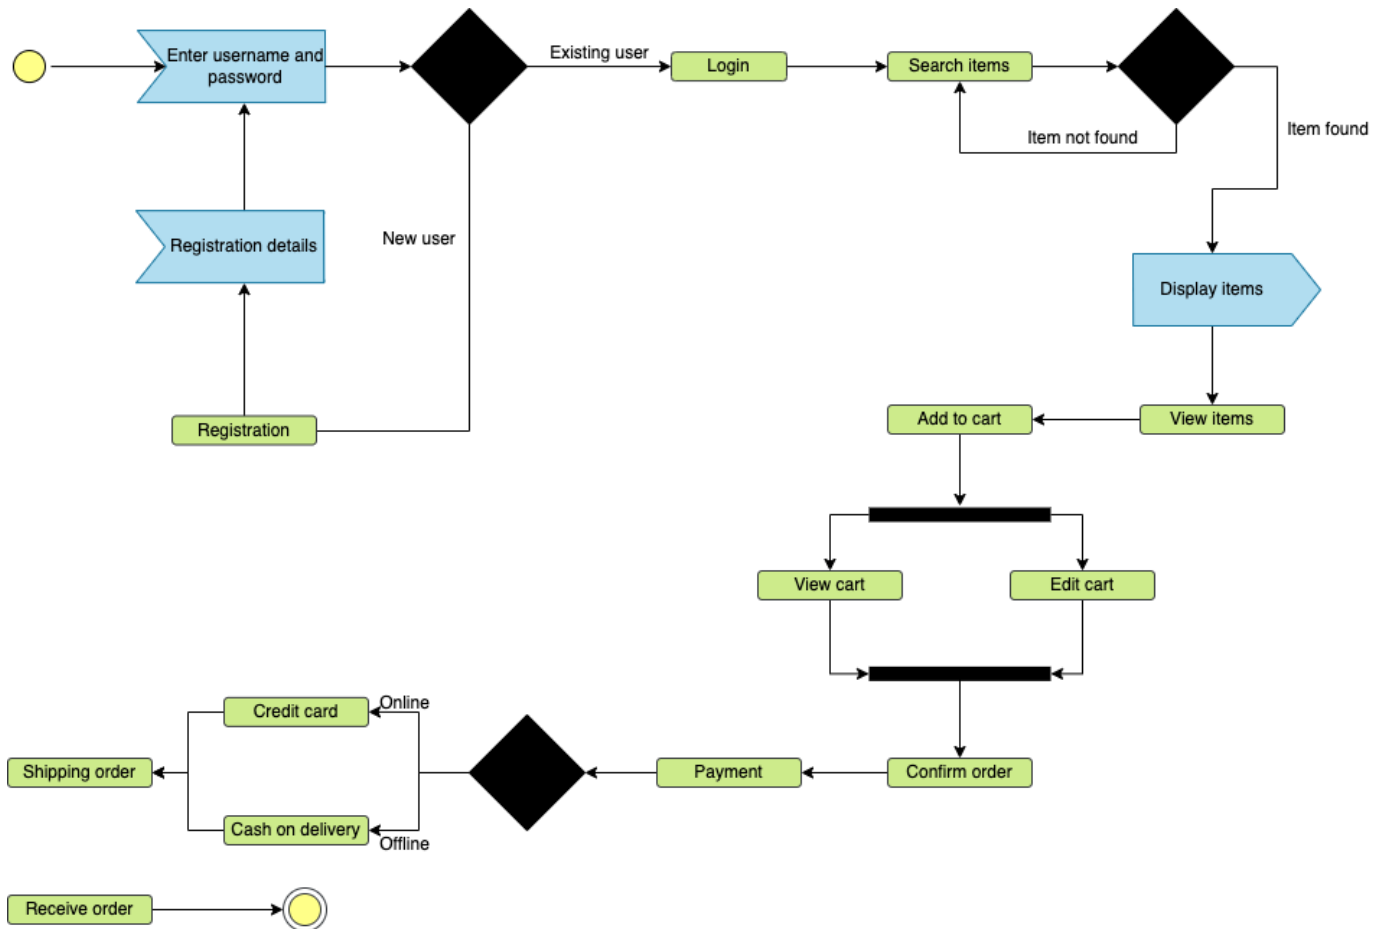 Enter username and
password
Existing user
Login
Search items
Item not found
Item found
New user
Registration details
Display items
Registration
Add to cart
View items
View cart
Edit cart
Online
Credit card
Shipping order
Payment
Confirm order
Cash on delivery
Offline
Receive order